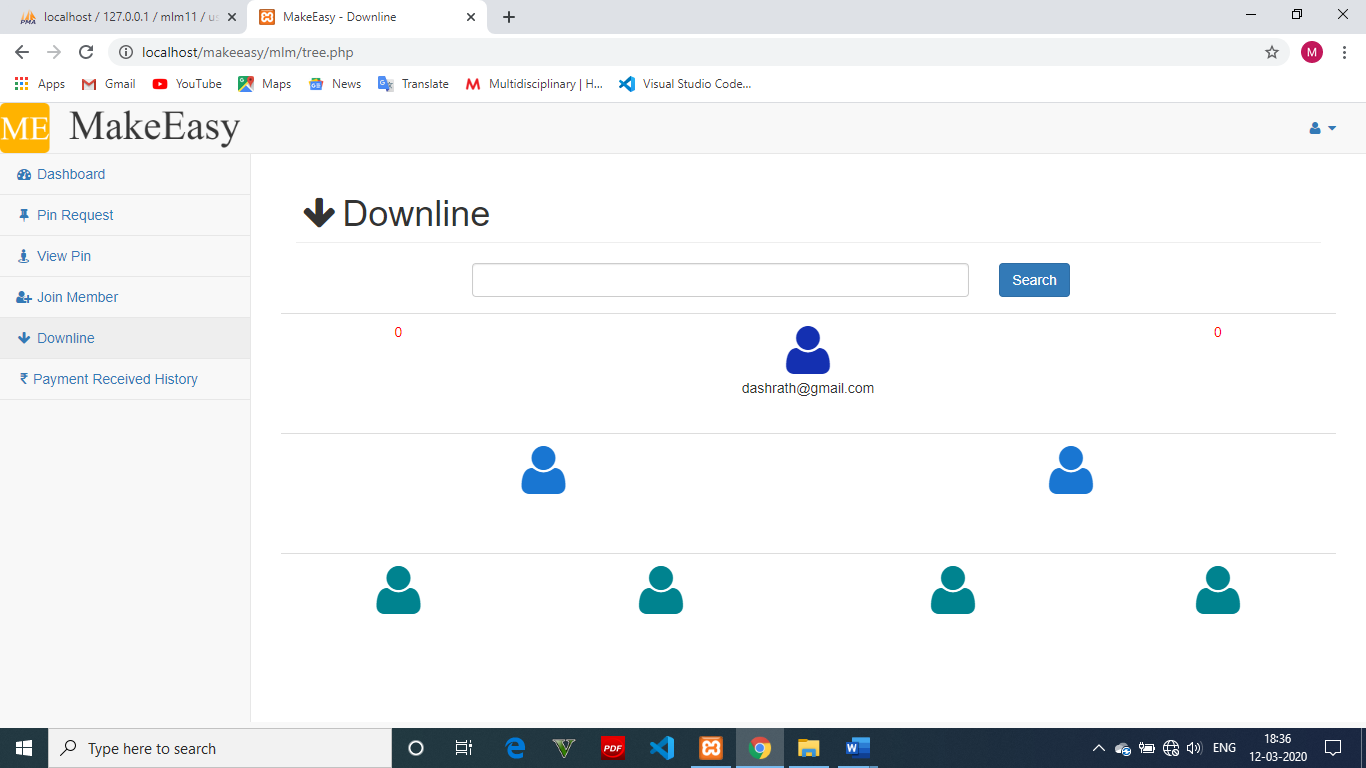 localhost / 127.0.0.1 / mlm11 / us
MakeEasy - Downline
localhost/makeeasy/mlm/tree.php
M
Apps
Gmail
YouTube
Maps
News
Translate
Multidisciplinary | H...
Visual Studio Code...
ME
MakeEasy
Dashboard
Pin Request
View Pin
Join Member
Downline
₹ Payment Received History
Downline
Search
0
0
dashrath@gmail.com
Type here to search
PDF
ENG
18:36
12-03-2020